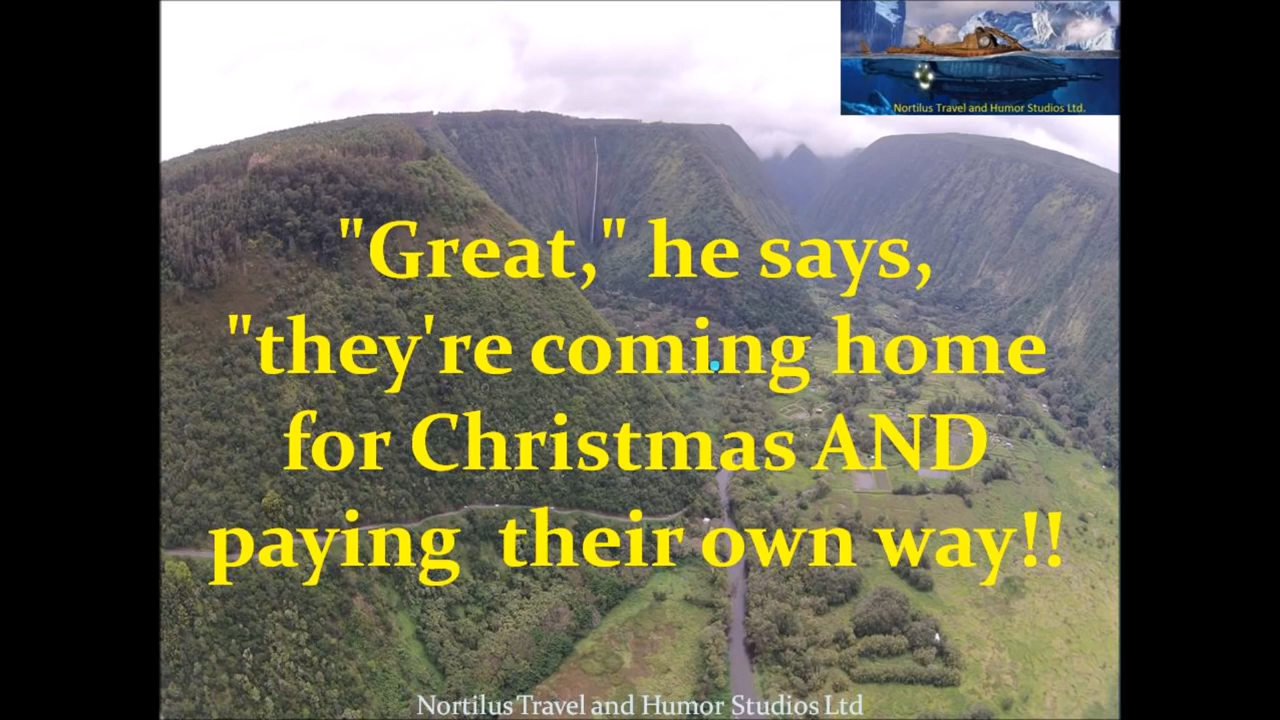 Nortilus Travel and Humor Studios Ltd.
"Great," he says,
"they're coming home
for Christmas AND
paying their own way!!
Nortilus Travel and Humor Studios Ltd